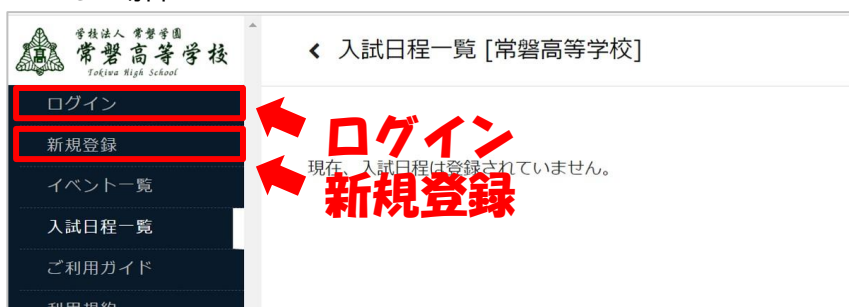 学校法人 常磐学園
常磐高等学校
Tokiwa High School
入試日程一覧 [常磐高等学校]
ログイン
新規登録
イベント一覧
入試日程一覧
ご利用ガイド
利用規約
ログイン
現在、入試日程は登録されていません。
新規登録